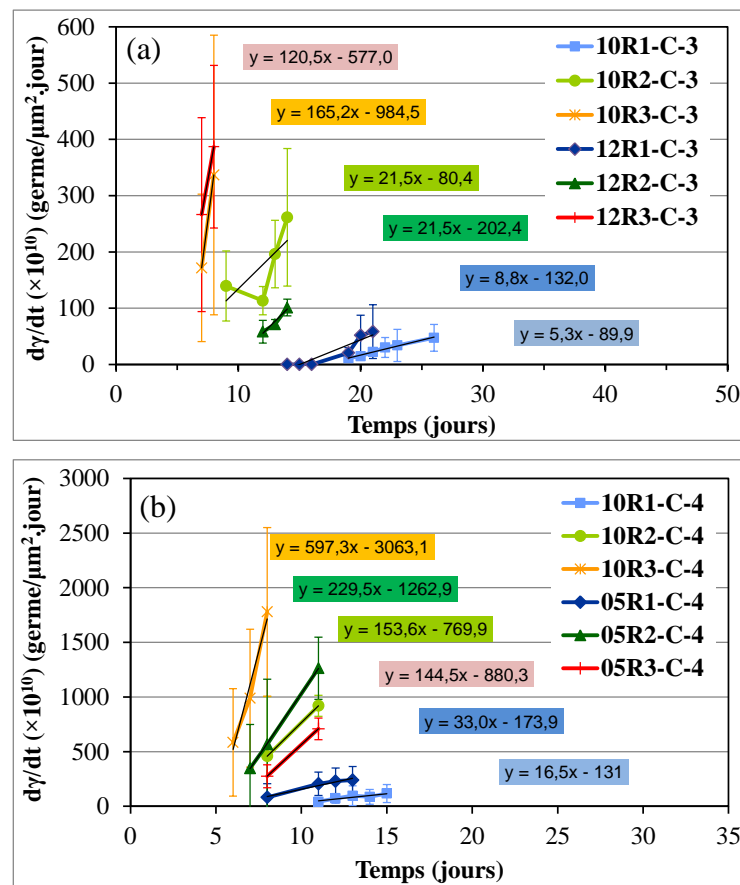 (a)
dγ/dt (×10¹⁰) (germe/µm².jour)
600
500
400
300
200
100
0
y = 120,5x - 577,0
y = 165,2x - 984,5
y = 21,5x - 80,4
y = 21,5x - 202,4
y = 8,8x - 132,0
y = 5,3x - 89,9
10R1-C-3
10R2-C-3
10R3-C-3
12R1-C-3
12R2-C-3
12R3-C-3
0 10 20 30 40 50
Temps (jours)
(b)
dγ/dt (×10¹⁰) (germe/µm².jour)
3000
2500
2000
1500
1000
500
0
y = 597,3x - 3063,1
y = 229,5x - 1262,9
y = 153,6x - 769,9
y = 144,5x - 880,3
y = 33,0x - 173,9
y = 16,5x - 131
10R1-C-4
10R2-C-4
10R3-C-4
05R1-C-4
05R2-C-4
05R3-C-4
0 5 10 15 20 25 30 35
Temps (jours)